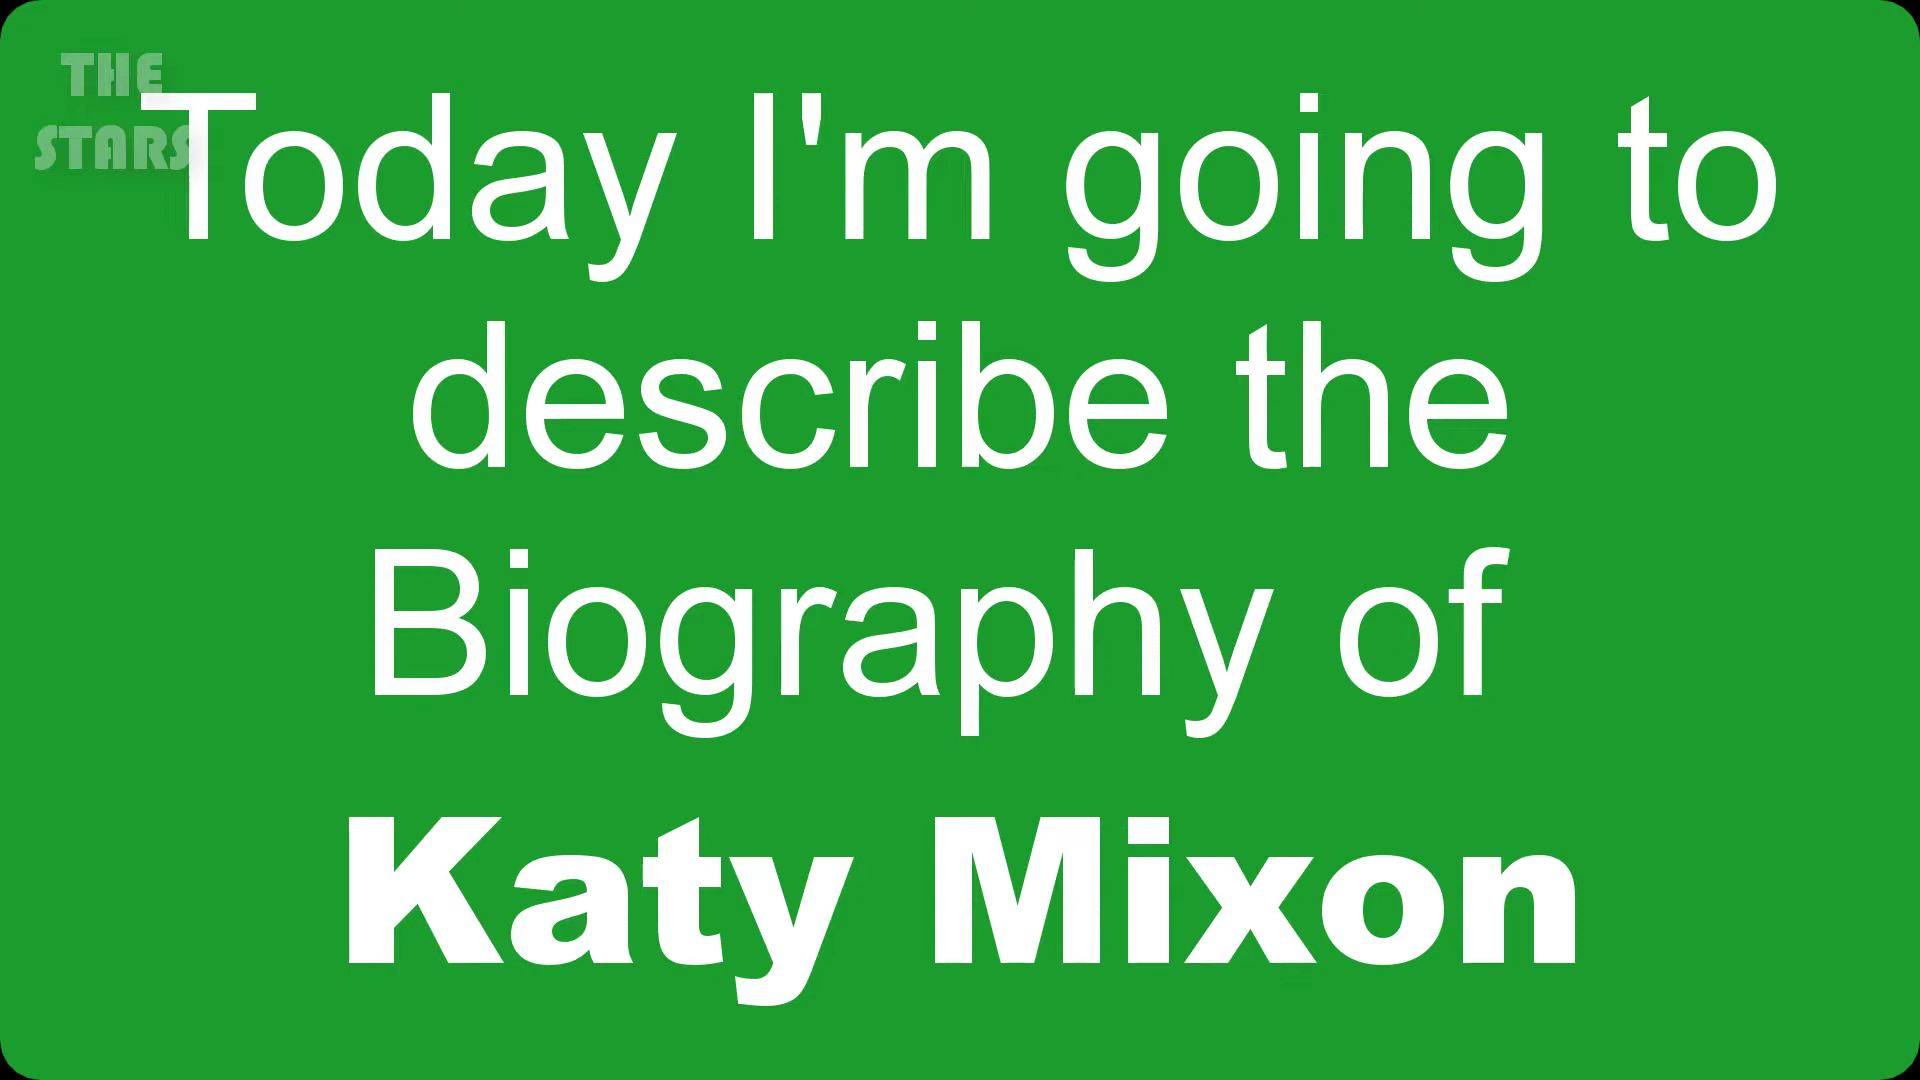 THE
STARS
Today I'm going to
describe the
Biography of
Katy Mixon